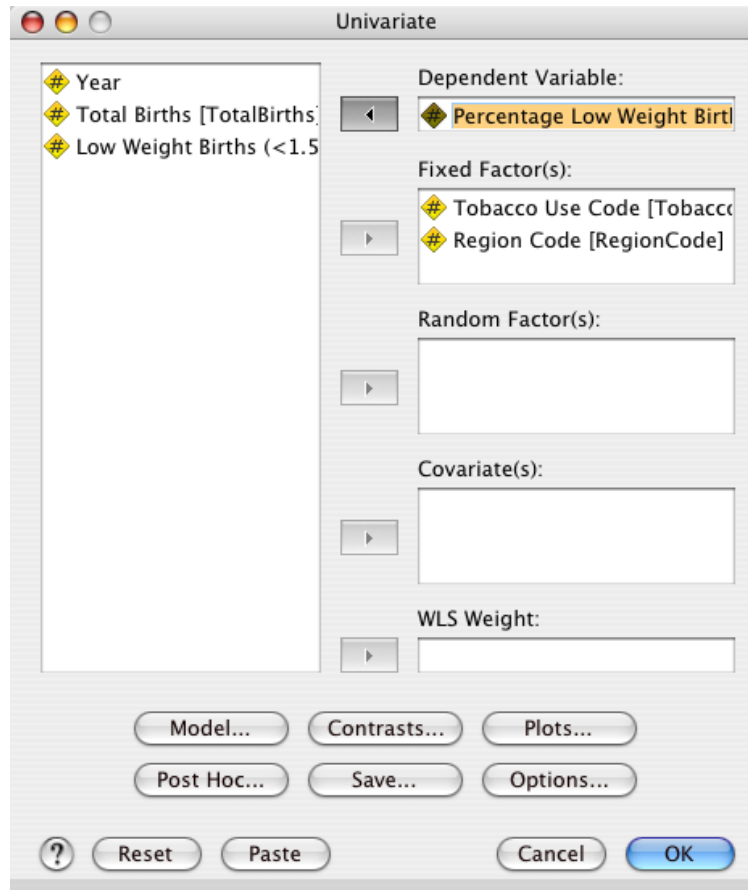 Univariate
Year
Total Births [TotalBirths]
Low Weight Births (<1.5
Dependent Variable:
Percentage Low Weight Birt
Fixed Factor(s):
Tobacco Use Code [Tobacco
Region Code [RegionCode]
Random Factor(s):
Covariate(s):
WLS Weight:
Model... Contrasts... Plots...
Post Hoc... Save... Options...
? Reset Paste Cancel OK